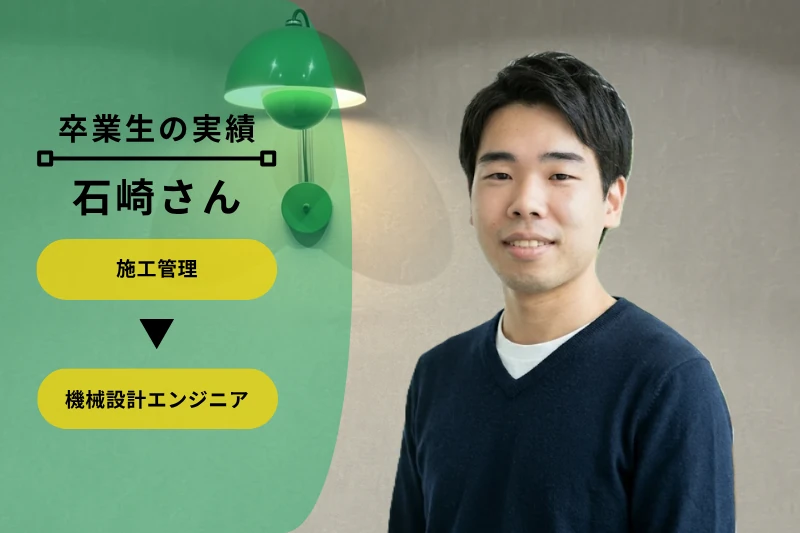 卒業生の実績
石崎さん
施工管理
▼
機械設計エンジニア